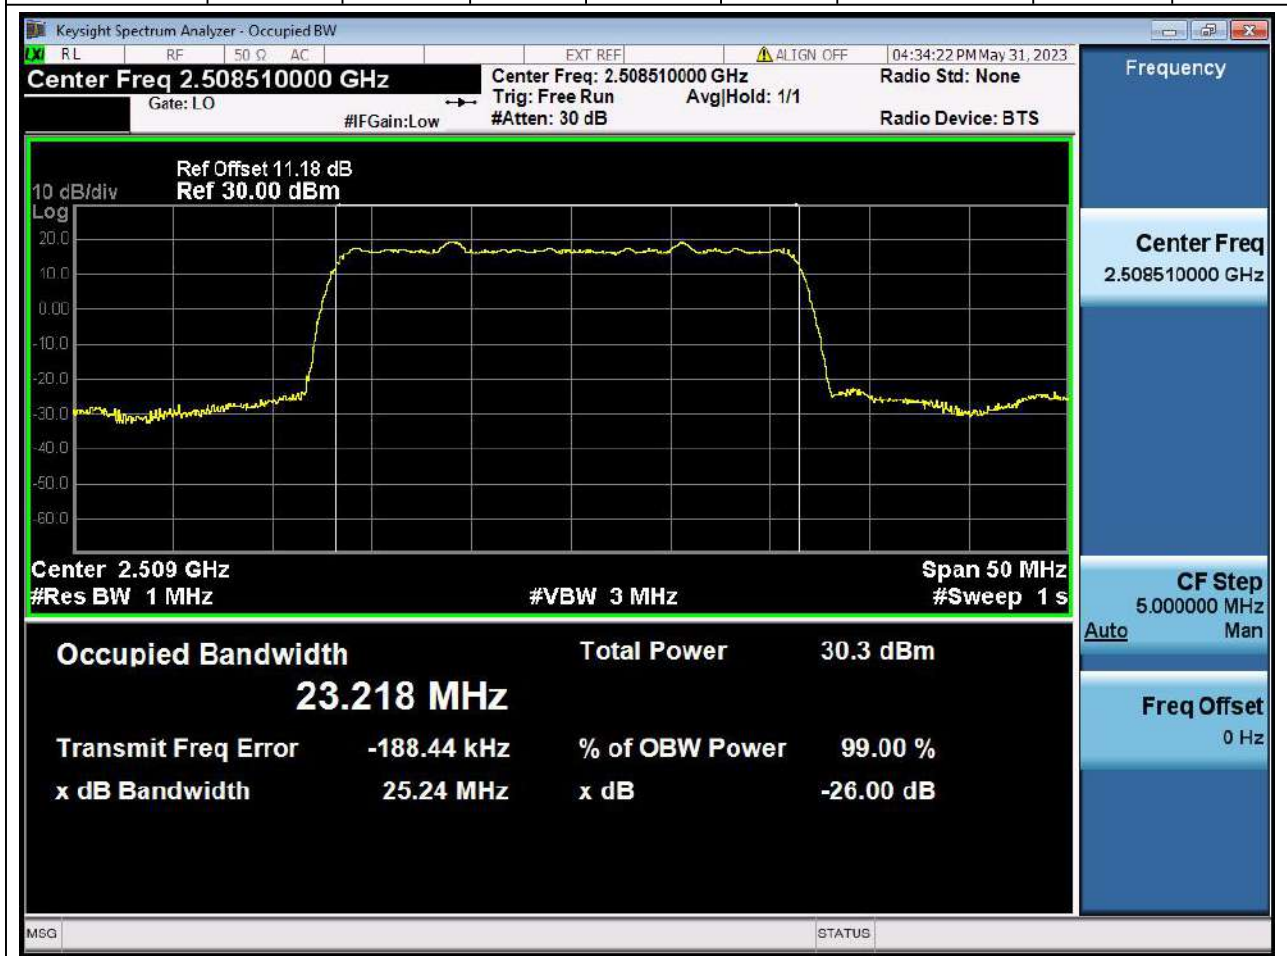 Keysight Spectrum Analyzer - Occupied BW
LXI RL RF 50 Ω AC EXT REF ALIGN OFF 04:34:22 PM May 31, 2023
Center Freq 2.508510000 GHz
Center Freq: 2.508510000 GHz
Radio Std: None
Gate: LO
Trig: Free Run Avg|Hold: 1/1
#IFGain:Low
#Atten: 30 dB
Radio Device: BTS
Ref Offset 11.18 dB
10 dB/div Ref 30.00 dBm
Log
20.0
10.0
0.00
-10.0
-20.0
-30.0
-40.0
-50.0
-60.0
Center 2.509 GHz Span 50 MHz
#Res BW 1 MHz #VBW 3 MHz #Sweep 1 s
Occupied Bandwidth Total Power 30.3 dBm
23.218 MHz
Transmit Freq Error -188.44 kHz % of OBW Power 99.00 %
x dB Bandwidth 25.24 MHz x dB -26.00 dB
Frequency
Center Freq
2.508510000 GHz
CF Step
5.000000 MHz
Auto Man
Freq Offset
0 Hz
MSG STATUS